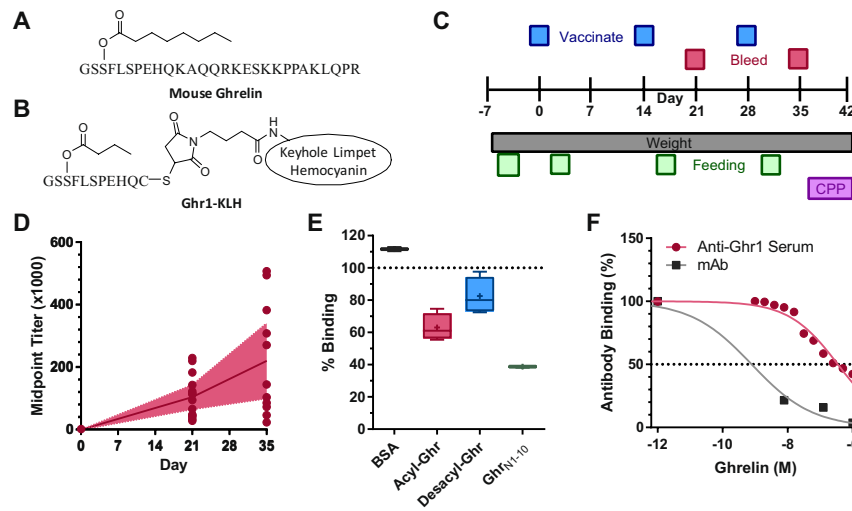 A
O
O
GSSFLSPEHQKAQQRKESKKPPAKLQPR
Mouse Ghrelin
B
O
O
O
N
O
O
H
N
S
GSSFLSPEHQC
Keyhole Limpet
Hemocyanin
Ghr1-KLH
C
Vaccinate
Bleed
Day
-7 0 7 14 21 28 35 42
Weight
Feeding
CPP
D
Midpoint Titer (x1000)
600
400
200
0
0 7 14 21 28 35
Day
E
% Binding
120
100
80
60
40
20
0
BSA
Acyl-Ghr
Desacyl-Ghr
GhrN1-10
F
Anti-Ghr1 Serum
mAb
Antibody Binding (%)
150
100
50
0
-12 -10 -8
Ghrelin (M)